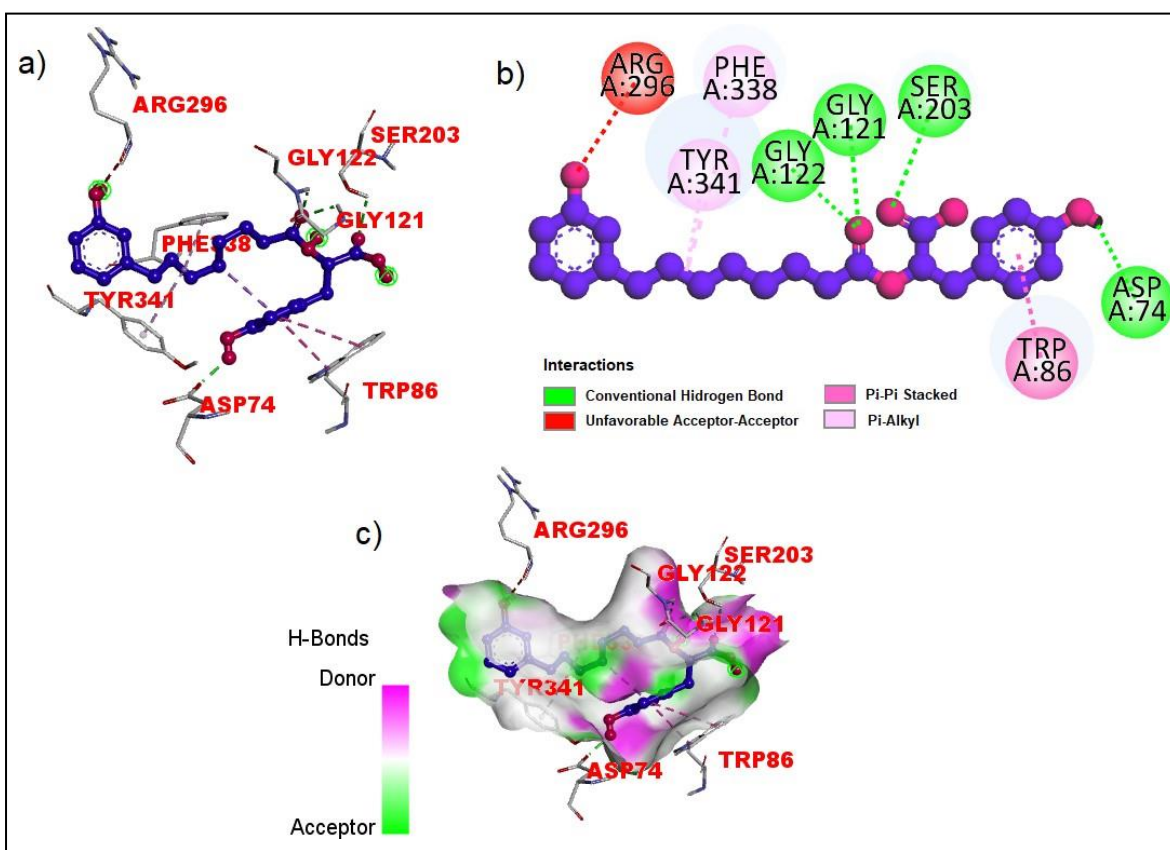 a)
ARG296
SER203
GLY122
GLY121
PHE338
TYR341
ASP74
TRP86
b)
ARG
A:296
PHE
A:338
TYR
A:341
GLY
A:122
GLY
A:121
SER
A:203
ASP
A:74
TRP
A:86
Interactions
Conventional Hidrogen Bond
Unfavorable Acceptor-Acceptor
Pi-Pi Stacked
Pi-Alkyl
c)
ARG296
SER203
GLY122
GLY121
TYR341
ASP74
TRP86
H-Bonds
Donor
Acceptor